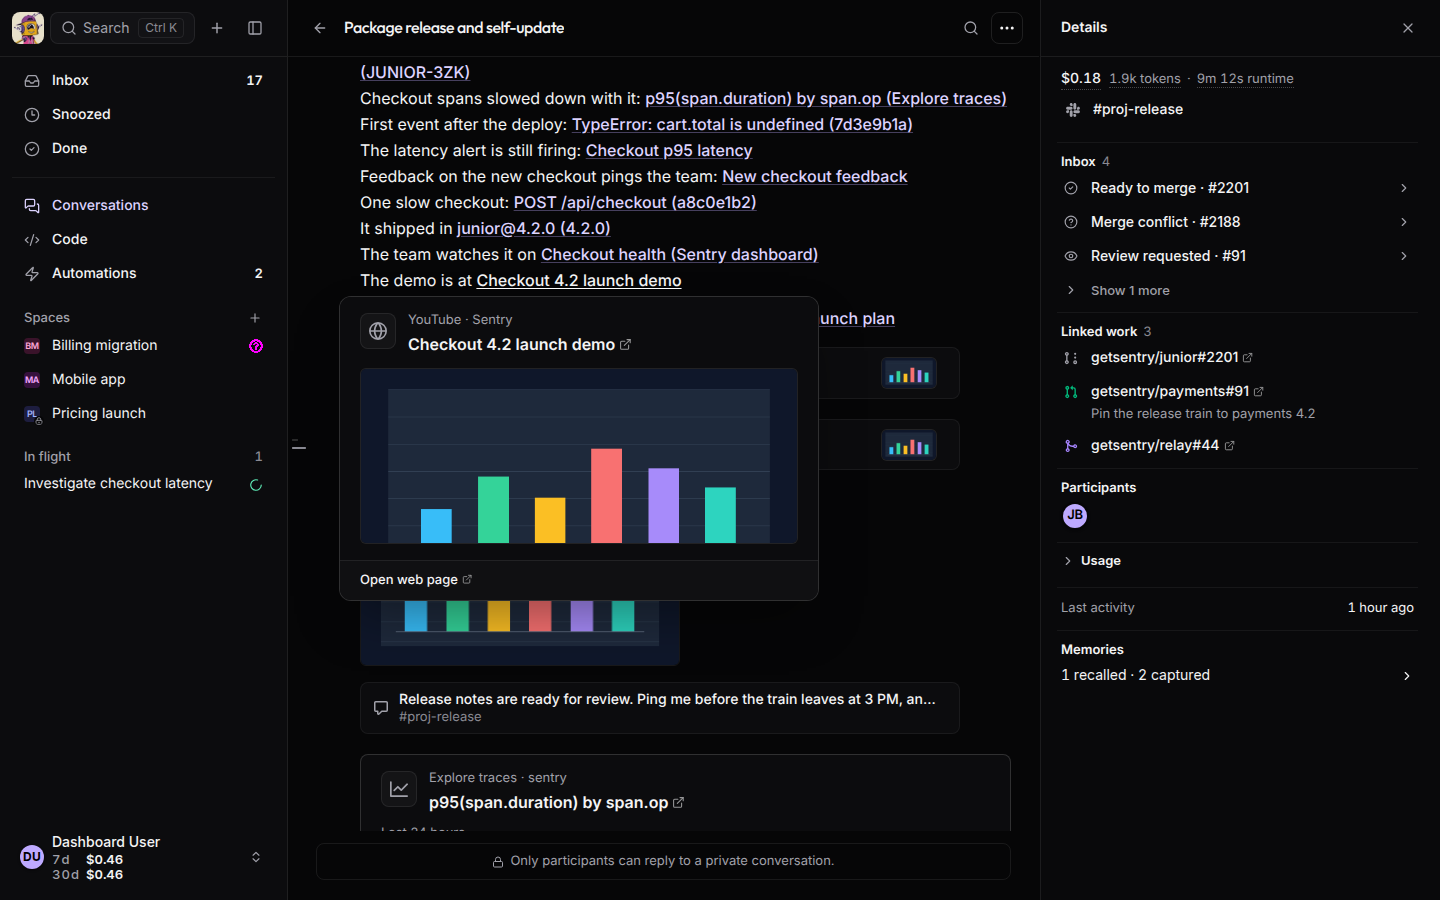 Search
Ctrl K
Inbox
17
Snoozed
Done
Conversations
Code
Automations
2
Spaces
BM
Billing migration
MA
Mobile app
PL
Pricing launch
In flight
1
Investigate checkout latency
DU
Dashboard User
7d $0.46
30d $0.46
Package release and self-update
(JUNIOR-3ZK)
Checkout spans slowed down with it: p95(span.duration) by span.op (Explore traces)
First event after the deploy: TypeError: cart.total is undefined (7d3e9b1a)
The latency alert is still firing: Checkout p95 latency
Feedback on the new checkout pings the team: New checkout feedback
One slow checkout: POST /api/checkout (a8c0e1b2)
It shipped in junior@4.2.0 (4.2.0)
The team watches it on Checkout health (Sentry dashboard)
The demo is at Checkout 4.2 launch demo
unch plan
YouTube · Sentry
Checkout 4.2 launch demo
Open web page
Release notes are ready for review. Ping me before the train leaves at 3 PM, an...
#proj-release
Explore traces · sentry
p95(span.duration) by span.op
Last 24 hours
Only participants can reply to a private conversation.
Details
$0.18 1.9k tokens · 9m 12s runtime
#proj-release
Inbox 4
Ready to merge · #2201
Merge conflict · #2188
Review requested · #91
Show 1 more
Linked work 3
getsentry/junior#2201
getsentry/payments#91
Pin the release train to payments 4.2
getsentry/relay#44
Participants
JB
Usage
Last activity
1 hour ago
Memories
1 recalled · 2 captured